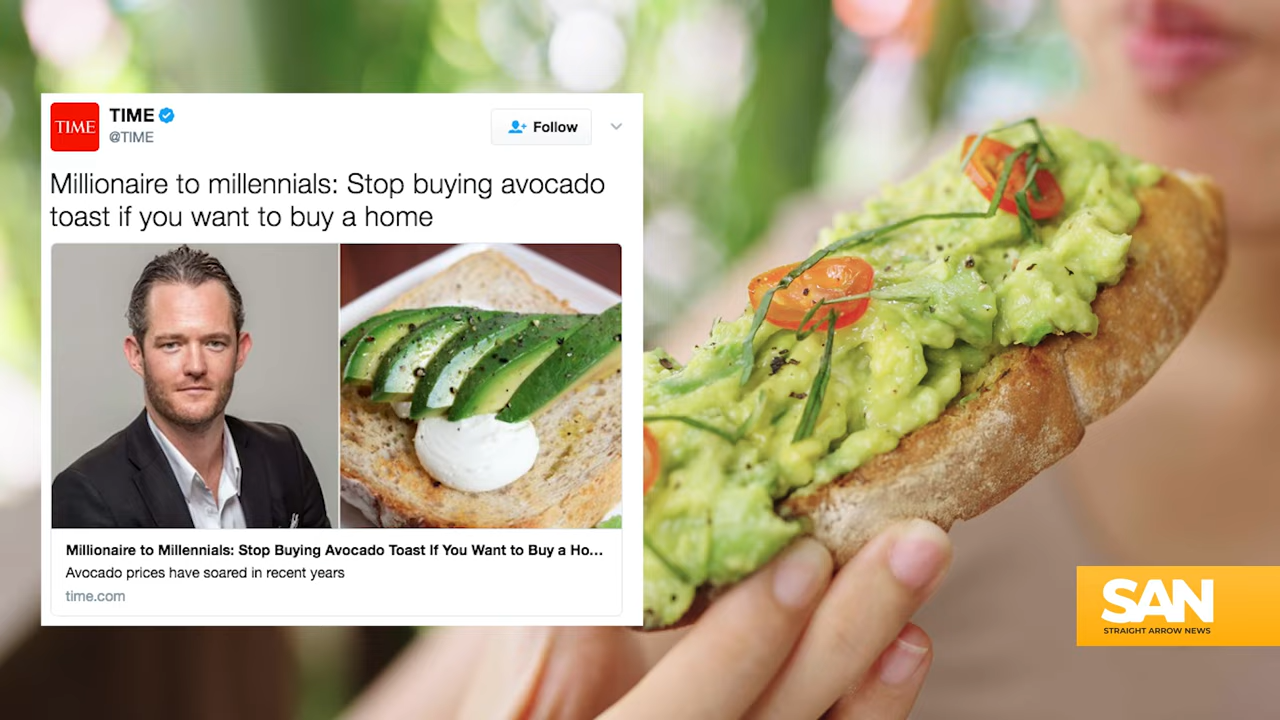 TIME
TIME
@TIME
Follow
Millionaire to millennials: Stop buying avocado
toast if you want to buy a home
Millionaire to Millennials: Stop Buying Avocado Toast If You Want to Buy a Ho...
Avocado prices have soared in recent years
time.com
SAN
STRAIGHT ARROW NEWS